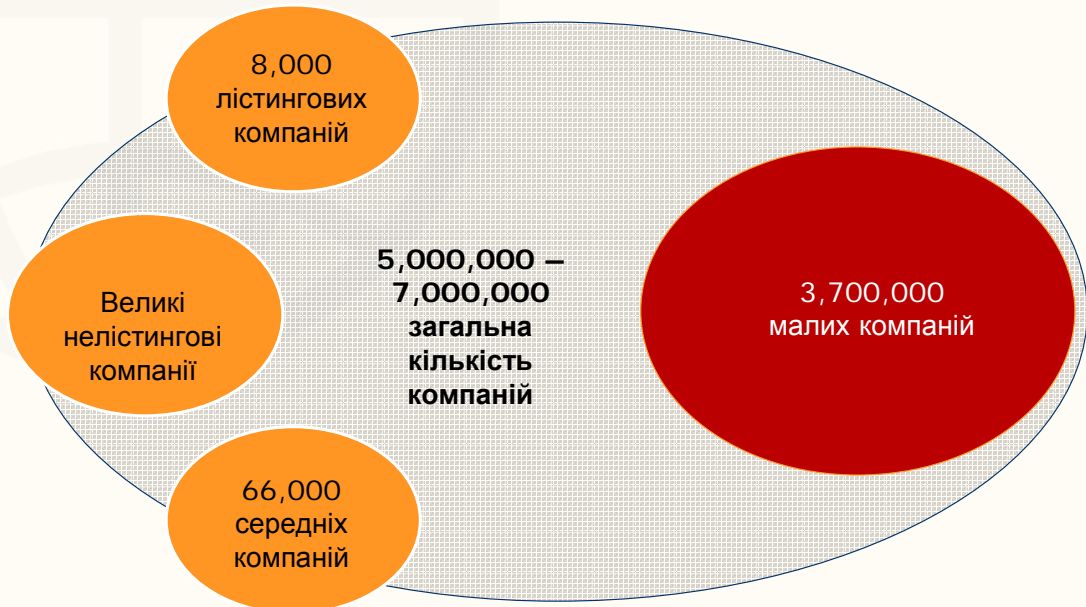 8,000
лістингових
компаній
Великі
нелістингові
компанії
66,000
середніх
компаній
5,000,000 –
7,000,000
загальна
кількість
компаній
3,700,000
малих компаній